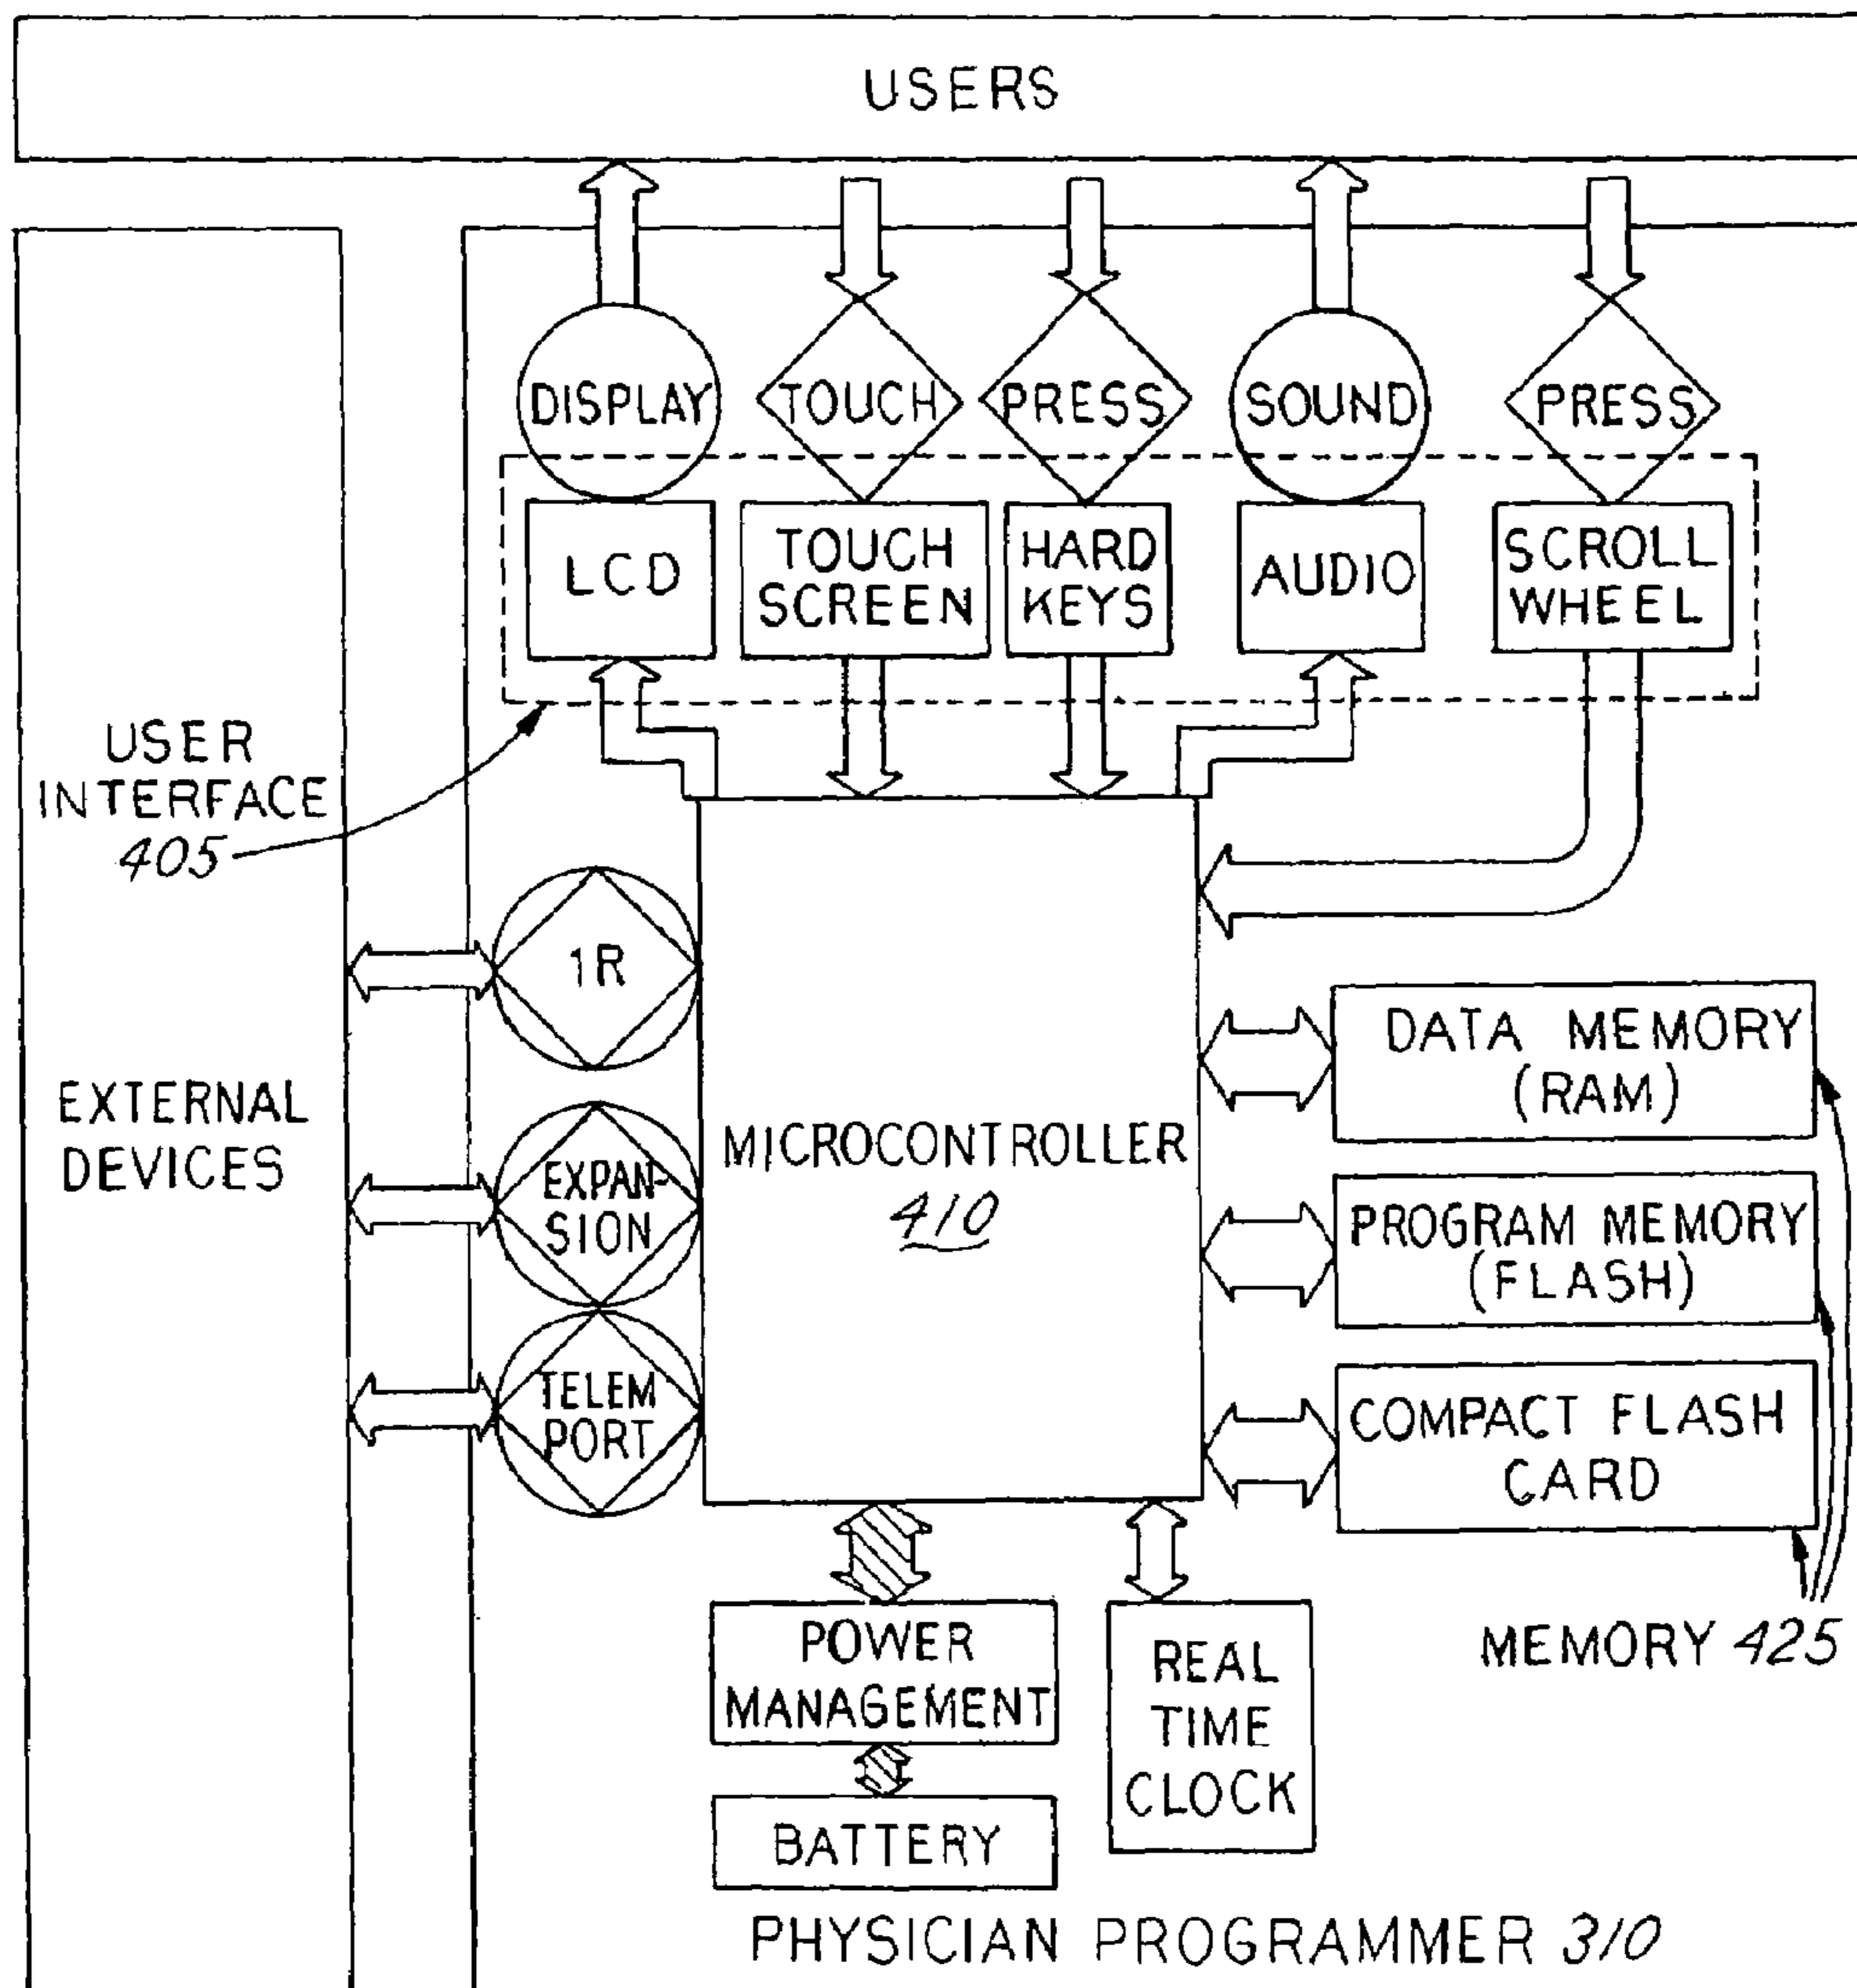 USERS
DISPLAY
TOUCH
PRESS
SOUND
PRESS
LCD
TOUCH
SCREEN
HARD
KEYS
AUDIO
SCROLL
WHEEL
USER
INTERFACE
405
1R
EXTERNAL
DEVICES
EXPAN-
SION
TELEM
PORT
MICROCONTROLLER
410
DATA MEMORY
(RAM)
PROGRAM MEMORY
(FLASH)
COMPACT FLASH
CARD
MEMORY 425
POWER
MANAGEMENT
REAL
TIME
CLOCK
BATTERY
PHYSICIAN PROGRAMMER 310